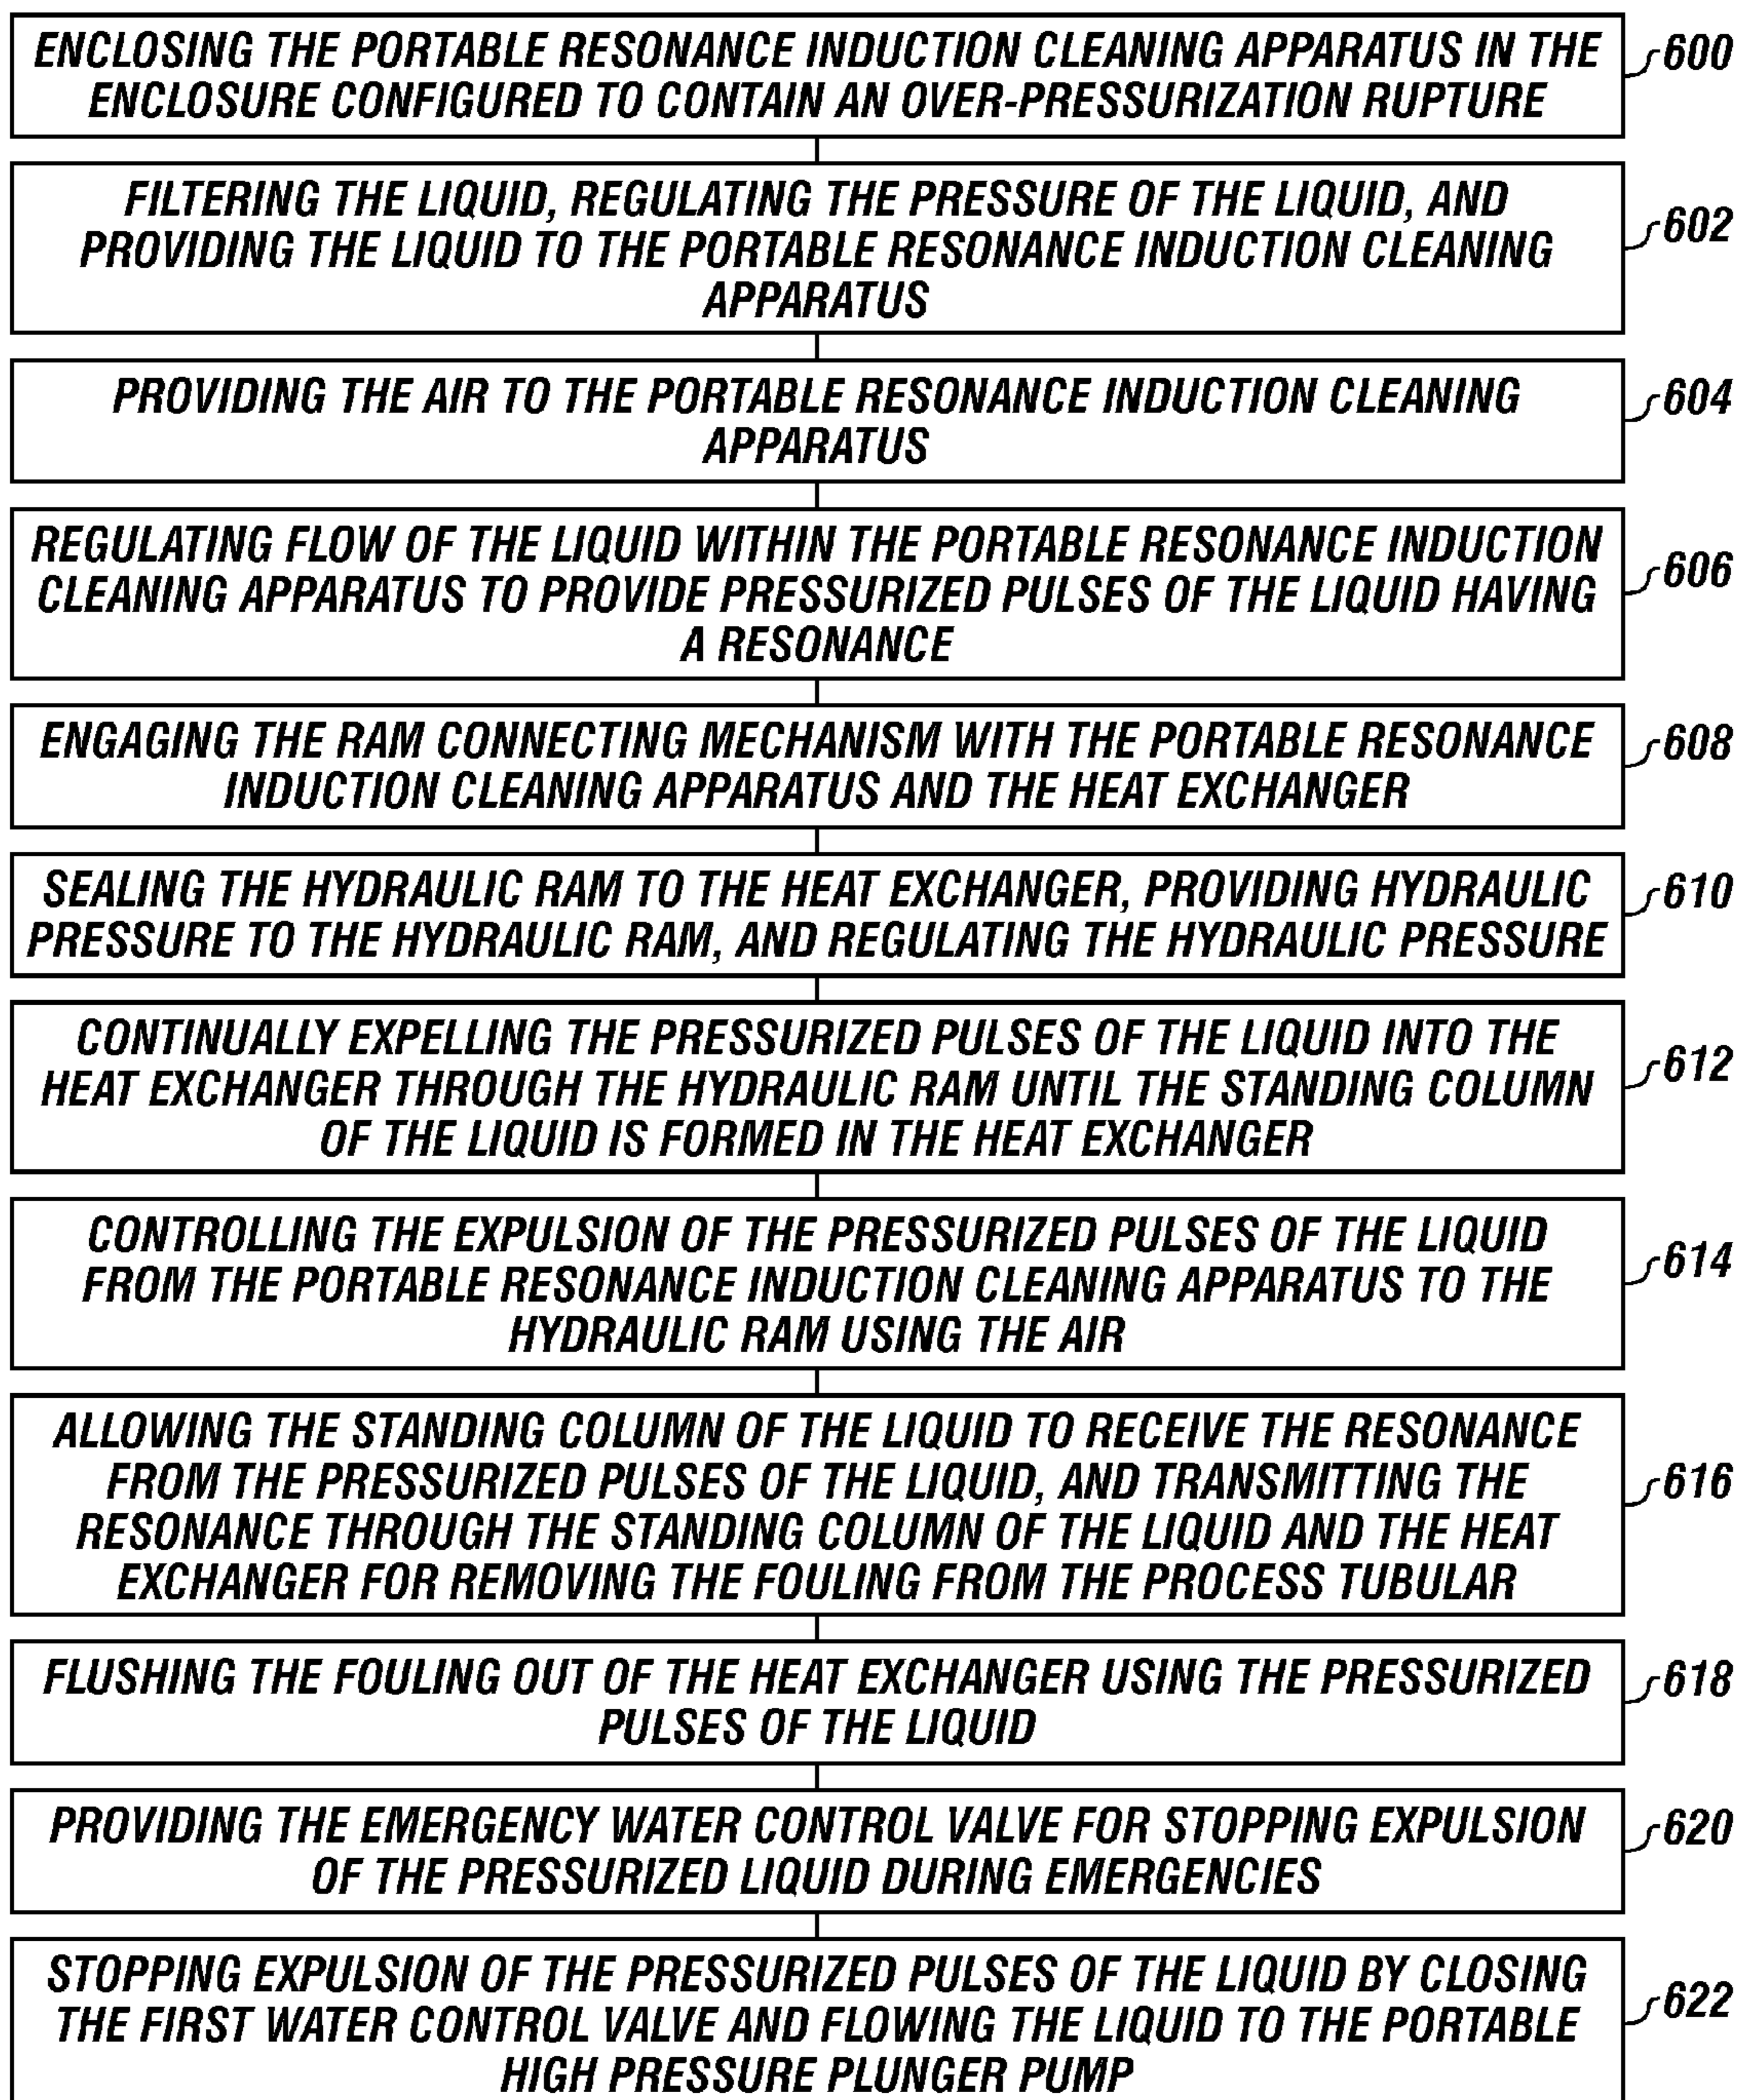 ENCLOSING THE PORTABLE RESONANCE INDUCTION CLEANING APPARATUS IN THE
ENCLOSURE CONFIGURED TO CONTAIN AN OVER-PRESSURIZATION RUPTURE
600
FILTERING THE LIQUID, REGULATING THE PRESSURE OF THE LIQUID, AND
PROVIDING THE LIQUID TO THE PORTABLE RESONANCE INDUCTION CLEANING
APPARATUS
602
PROVIDING THE AIR TO THE PORTABLE RESONANCE INDUCTION CLEANING
APPARATUS
604
REGULATING FLOW OF THE LIQUID WITHIN THE PORTABLE RESONANCE INDUCTION
CLEANING APPARATUS TO PROVIDE PRESSURIZED PULSES OF THE LIQUID HAVING
A RESONANCE
606
ENGAGING THE RAM CONNECTING MECHANISM WITH THE PORTABLE RESONANCE
INDUCTION CLEANING APPARATUS AND THE HEAT EXCHANGER
608
SEALING THE HYDRAULIC RAM TO THE HEAT EXCHANGER, PROVIDING HYDRAULIC
PRESSURE TO THE HYDRAULIC RAM, AND REGULATING THE HYDRAULIC PRESSURE
610
CONTINUALLY EXPELLING THE PRESSURIZED PULSES OF THE LIQUID INTO THE
HEAT EXCHANGER THROUGH THE HYDRAULIC RAM UNTIL THE STANDING COLUMN
OF THE LIQUID IS FORMED IN THE HEAT EXCHANGER
612
CONTROLLING THE EXPULSION OF THE PRESSURIZED PULSES OF THE LIQUID
FROM THE PORTABLE RESONANCE INDUCTION CLEANING APPARATUS TO THE
HYDRAULIC RAM USING THE AIR
614
ALLOWING THE STANDING COLUMN OF THE LIQUID TO RECEIVE THE RESONANCE
FROM THE PRESSURIZED PULSES OF THE LIQUID, AND TRANSMITTING THE
RESONANCE THROUGH THE STANDING COLUMN OF THE LIQUID AND THE HEAT
EXCHANGER FOR REMOVING THE FOULING FROM THE PROCESS TUBULAR
616
FLUSHING THE FOULING OUT OF THE HEAT EXCHANGER USING THE PRESSURIZED
PULSES OF THE LIQUID
618
PROVIDING THE EMERGENCY WATER CONTROL VALVE FOR STOPPING EXPULSION
OF THE PRESSURIZED LIQUID DURING EMERGENCIES
620
STOPPING EXPULSION OF THE PRESSURIZED PULSES OF THE LIQUID BY CLOSING
THE FIRST WATER CONTROL VALVE AND FLOWING THE LIQUID TO THE PORTABLE
HIGH PRESSURE PLUNGER PUMP
622